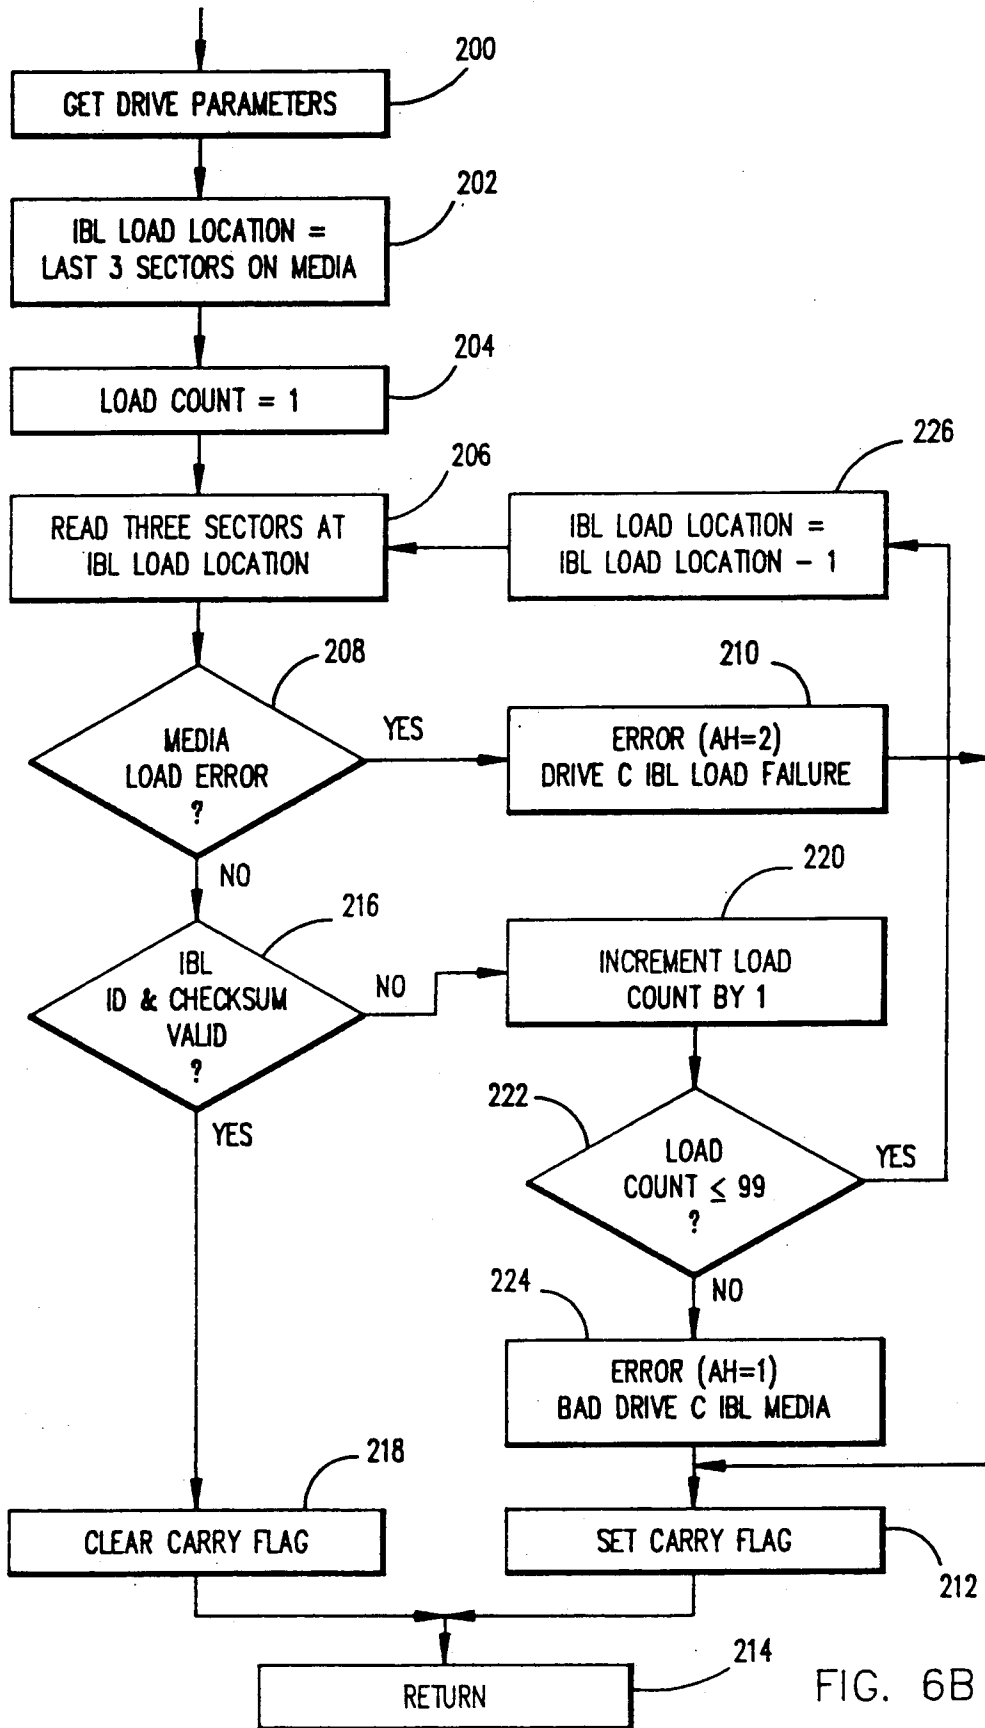 200
GET DRIVE PARAMETERS
202
IBL LOAD LOCATION =
LAST 3 SECTORS ON MEDIA
204
LOAD COUNT = 1
206
READ THREE SECTORS AT
IBL LOAD LOCATION
226
IBL LOAD LOCATION =
IBL LOAD LOCATION - 1
208
MEDIA
LOAD ERROR
?
YES
NO
210
ERROR (AH=2)
DRIVE C IBL LOAD FAILURE
216
IBL
ID & CHECKSUM
VALID
?
NO
YES
220
INCREMENT LOAD
COUNT BY 1
222
LOAD
COUNT ≤ 99
?
YES
NO
224
ERROR (AH=1)
BAD DRIVE C IBL MEDIA
218
CLEAR CARRY FLAG
SET CARRY FLAG
212
214
RETURN
FIG. 6B